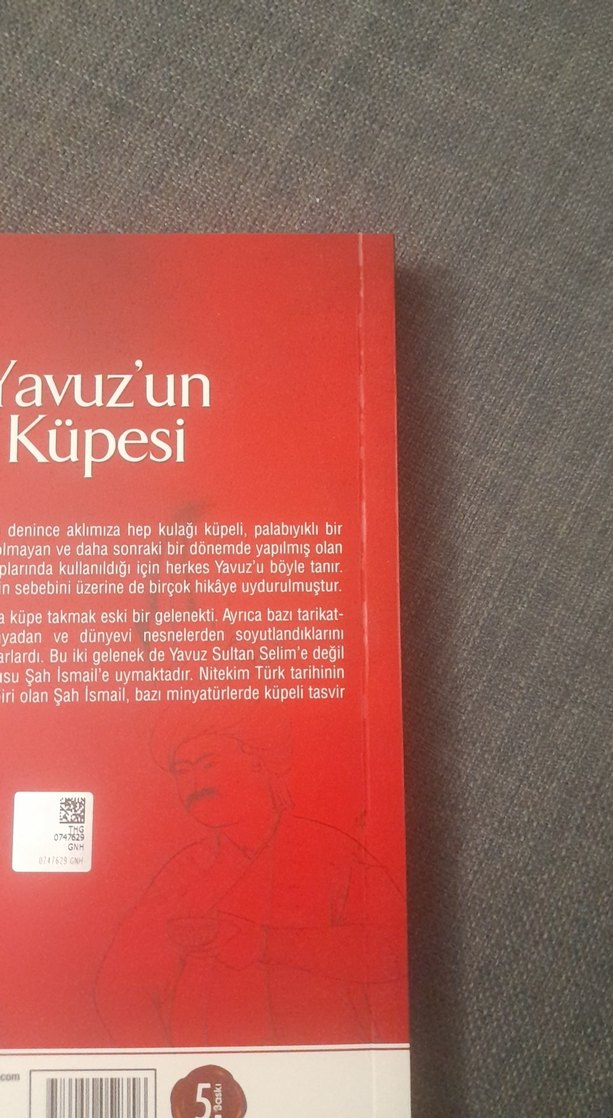 Yavuz'un
Küpesi
denince aklımıza hep kulağı küpeli, palabıyıklı bir
olmayan ve daha sonraki bir dönemde yapılmış olan
plarında kullanıldığı için herkes Yavuz'u böyle tanır.
in sebebini üzerine de birçok hikâye uydurulmuştur.
a küpe takmak eski bir gelenekti. Ayrıca bazı tarikat-
nyadan ve dünyevi nesnelerden soyutlandıklarını
arlardı. Bu iki gelenek de Yavuz Sultan Selim'e değil
usu Şah İsmail'e uymaktadır. Nitekim Türk tarihinin
biri olan Şah İsmail, bazı minyatürlerde küpeli tasvir
THG
0747629
GNH
0747629 GNH
.com
5.
Baskı